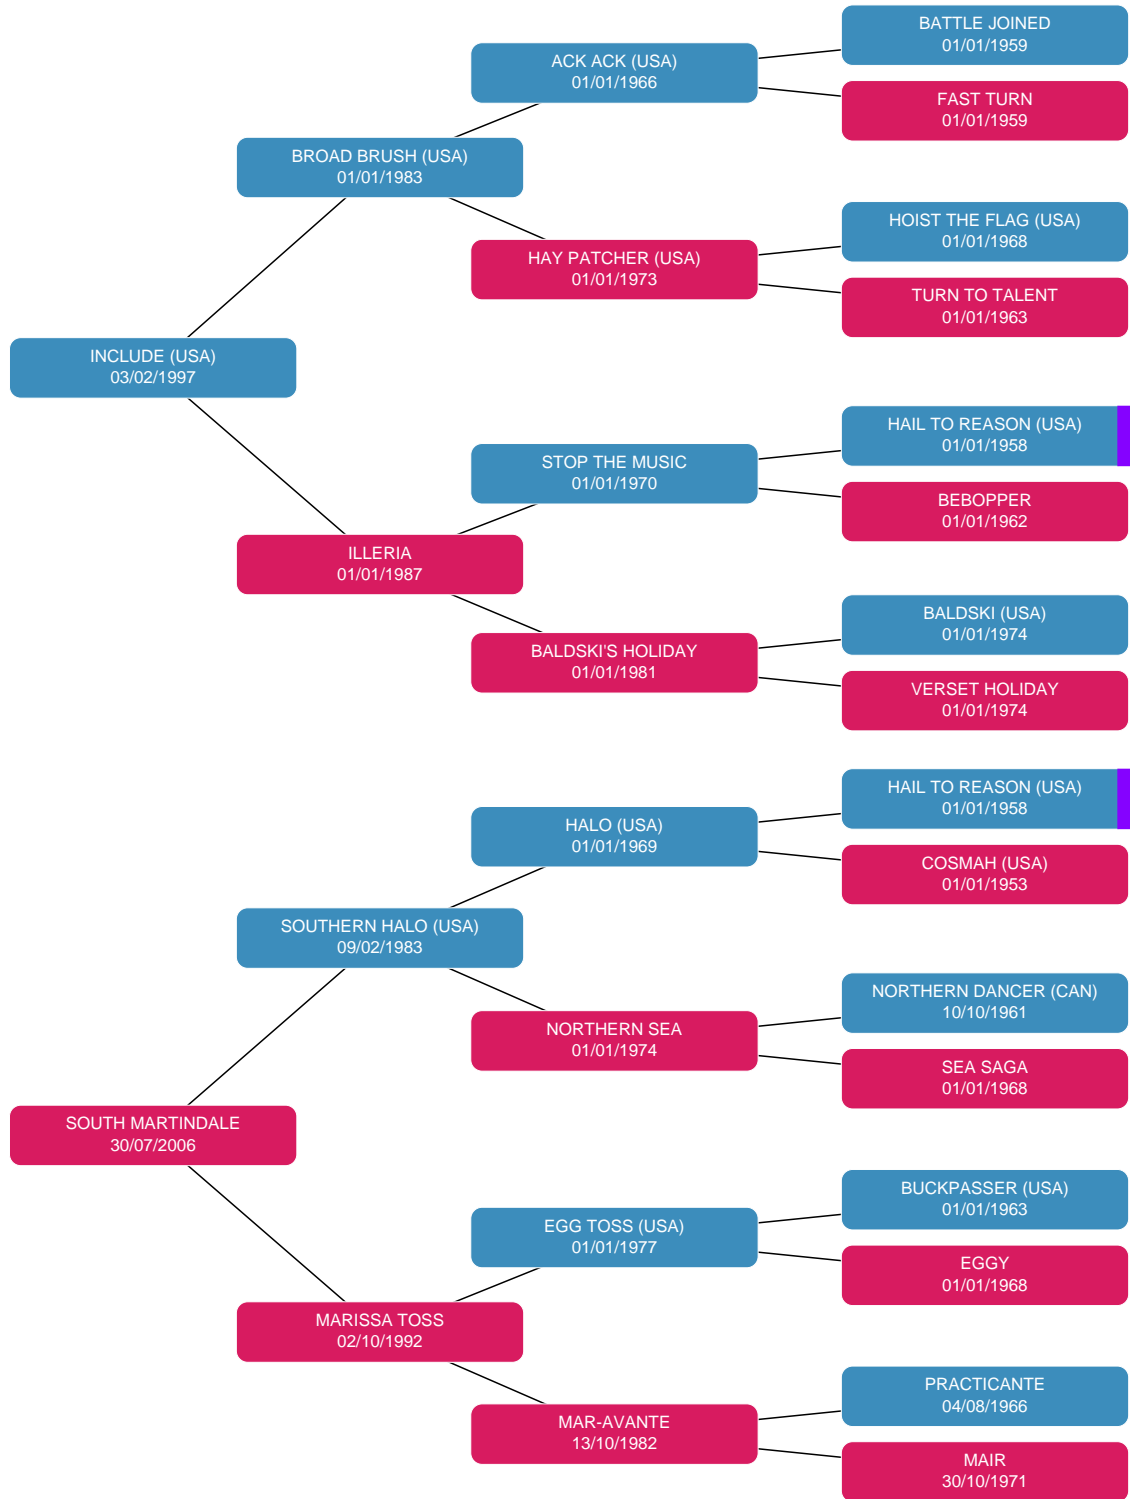 BATTLE JOINED
01/01/1959
ACK ACK (USA)
01/01/1966
FAST TURN
01/01/1959
BROAD BRUSH (USA)
01/01/1983
HOIST THE FLAG (USA)
01/01/1968
HAY PATCHER (USA)
01/01/1973
TURN TO TALENT
01/01/1963
INCLUDE (USA)
03/02/1997
HAIL TO REASON (USA)
01/01/1958
STOP THE MUSIC
01/01/1970
BEBOPPER
01/01/1962
ILLERIA
01/01/1987
BALDSKI (USA)
01/01/1974
BALDSKI'S HOLIDAY
01/01/1981
VERSET HOLIDAY
01/01/1974
HAIL TO REASON (USA)
01/01/1958
HALO (USA)
01/01/1969
COSMAH (USA)
01/01/1953
SOUTHERN HALO (USA)
09/02/1983
NORTHERN DANCER (CAN)
10/10/1961
NORTHERN SEA
01/01/1974
SEA SAGA
01/01/1968
SOUTH MARTINDALE
30/07/2006
BUCKPASSER (USA)
01/01/1963
EGG TOSS (USA)
01/01/1977
EGGY
01/01/1968
MARISSA TOSS
02/10/1992
PRACTICANTE
04/08/1966
MAR-AVANTE
13/10/1982
MAIR
30/10/1971